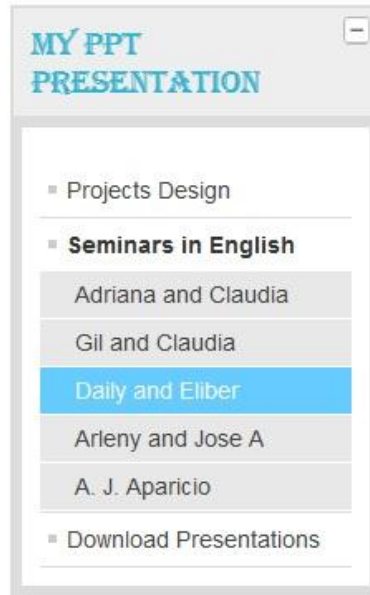 MY PPT
PRESENTATION
Projects Design
Seminars in English
Adriana and Claudia
Gil and Claudia
Daily and Eliber
Arleny and Jose A
A. J. Aparicio
Download Presentations